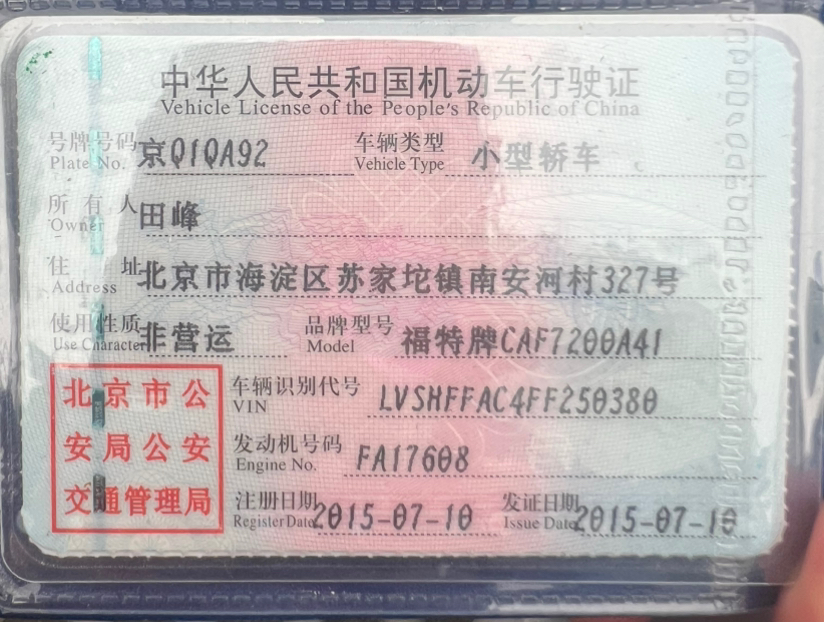 中华人民共和国机动车行驶证
Vehicle License of the People's Republic of China
号牌号码 京Q1QA92 车辆类型 小型轿车
Plate No. Vehicle Type
所有人 田峰
Owner
住址 北京市海淀区苏家坨镇南安河村327号
Address
使用性质 非营运 品牌型号 福特牌CAF7200A41
Use Character Model
北京市公 车辆识别代号 LVSHFFAC4FF250380
VIN
安局公安 发动机号码 FA17608
Engine No.
交通管理局 注册日期 2015-07-10 发证日期 2015-07-10
Register Date Issue Date